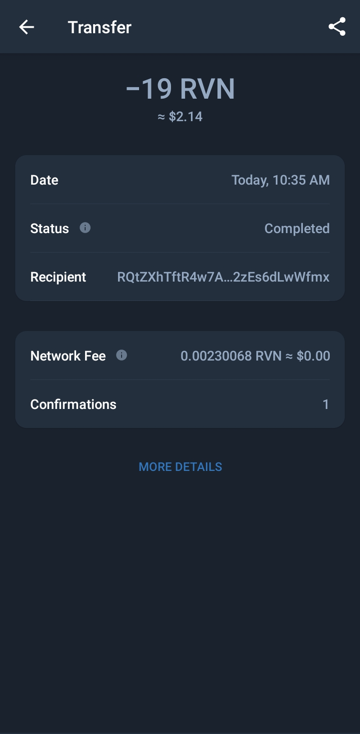 Transfer
−19 RVN
≈ $2.14
Date Today, 10:35 AM
Status Completed
Recipient RQtZXhTftR4w7A...2zEs6dLwWfmx
Network Fee 0.00230068 RVN ≈ $0.00
Confirmations 1
MORE DETAILS